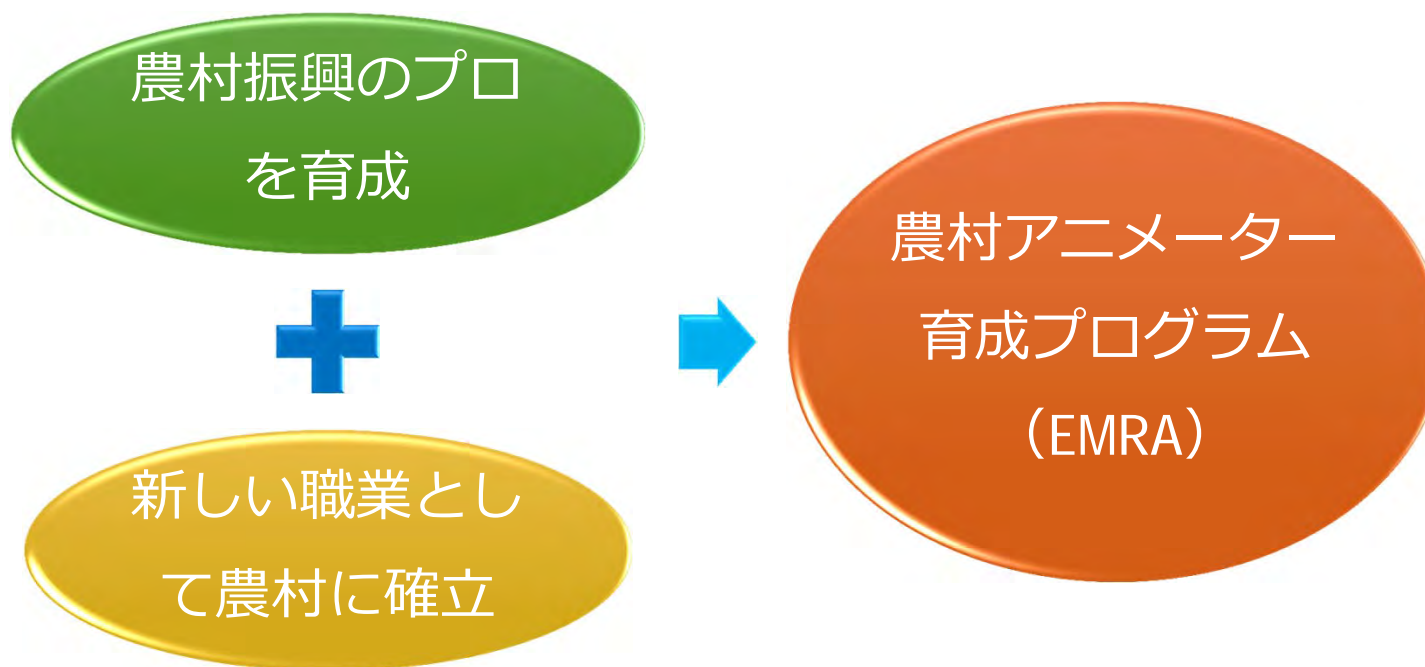 農村振興のプロ
を育成
新しい職業とし
て農村に確立
農村アニメーター
育成プログラム
（EMRA）